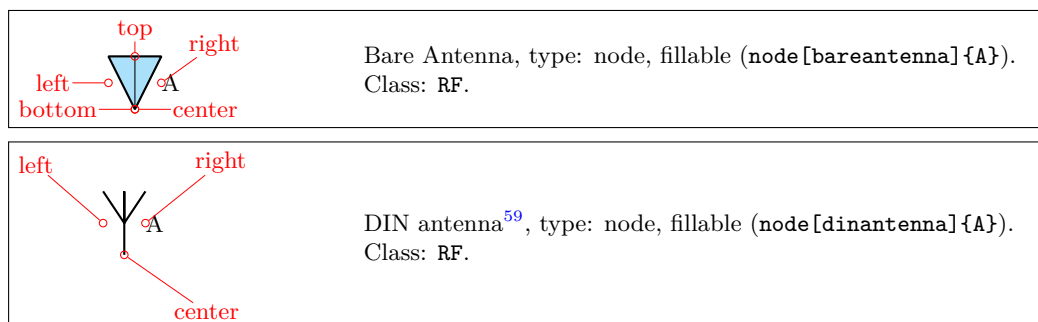 top
right
left
A
bottom
center
Bare Antenna, type: node, fillable (node[bareantenna]{A}).
Class: RF.
left
right
A
center
DIN antenna59, type: node, fillable (node[dinantenna]{A}).
Class: RF.